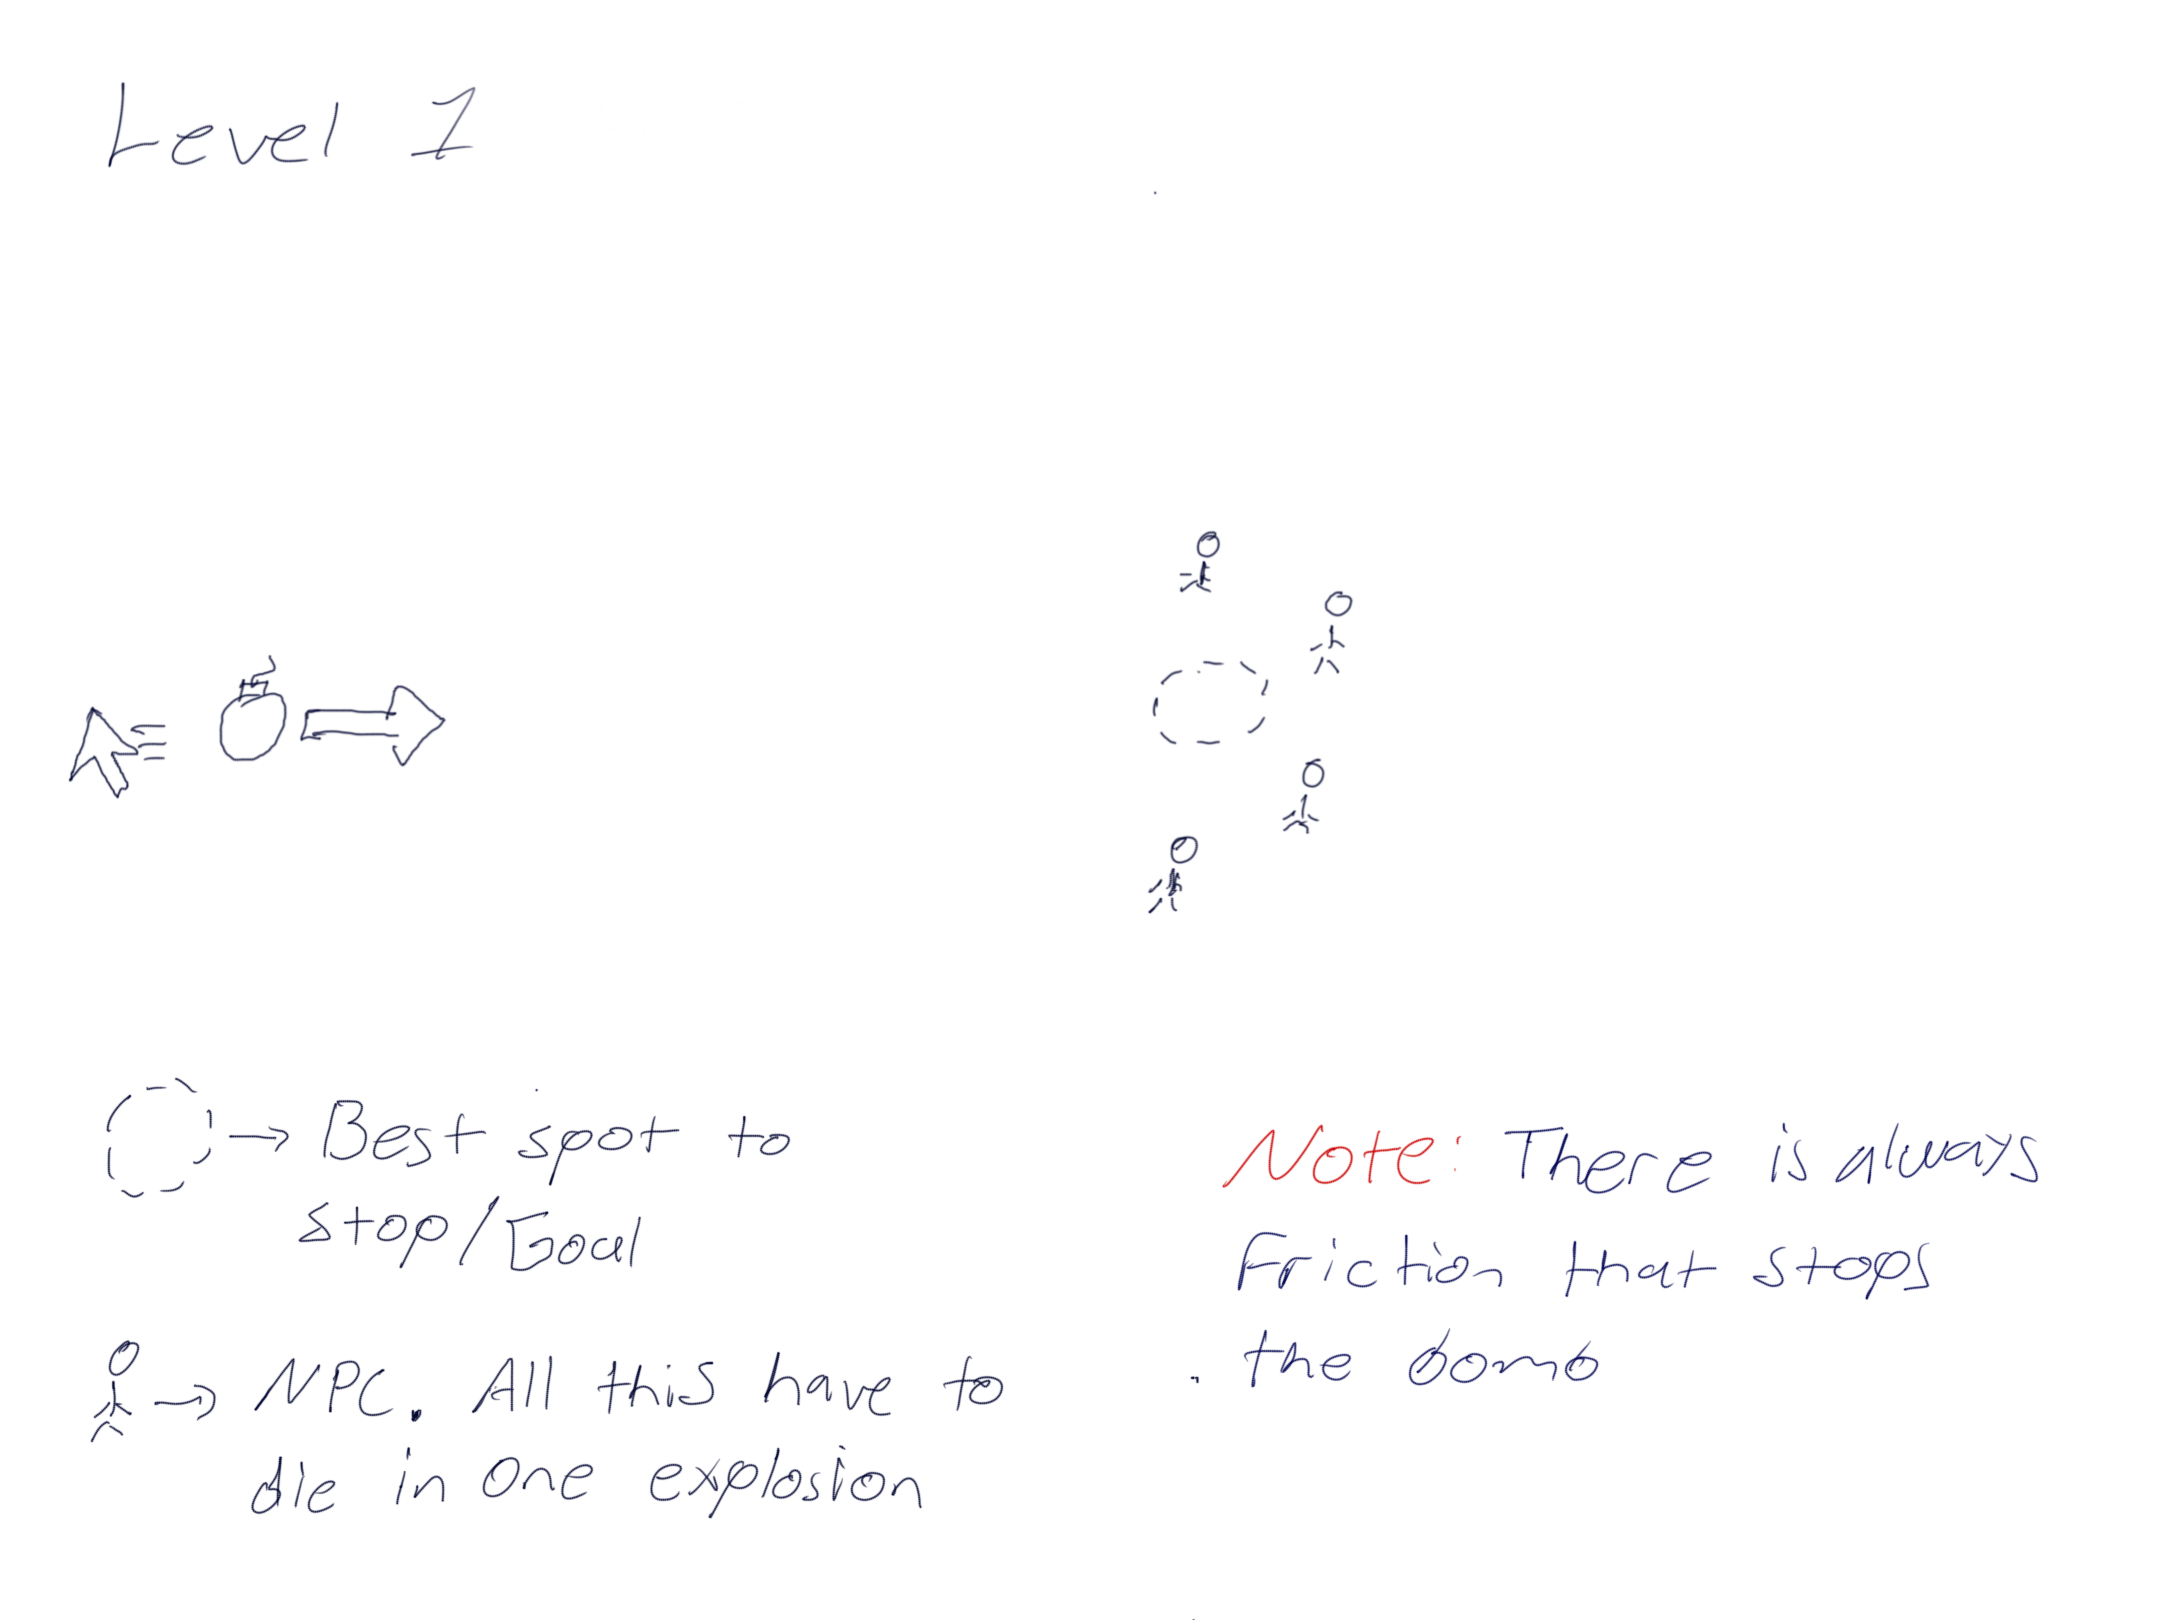 Level 1
Best spot to
stop/Goal
NPC. All this have to
die in one explosion
Note: There is always
Friction that stops
the bomb